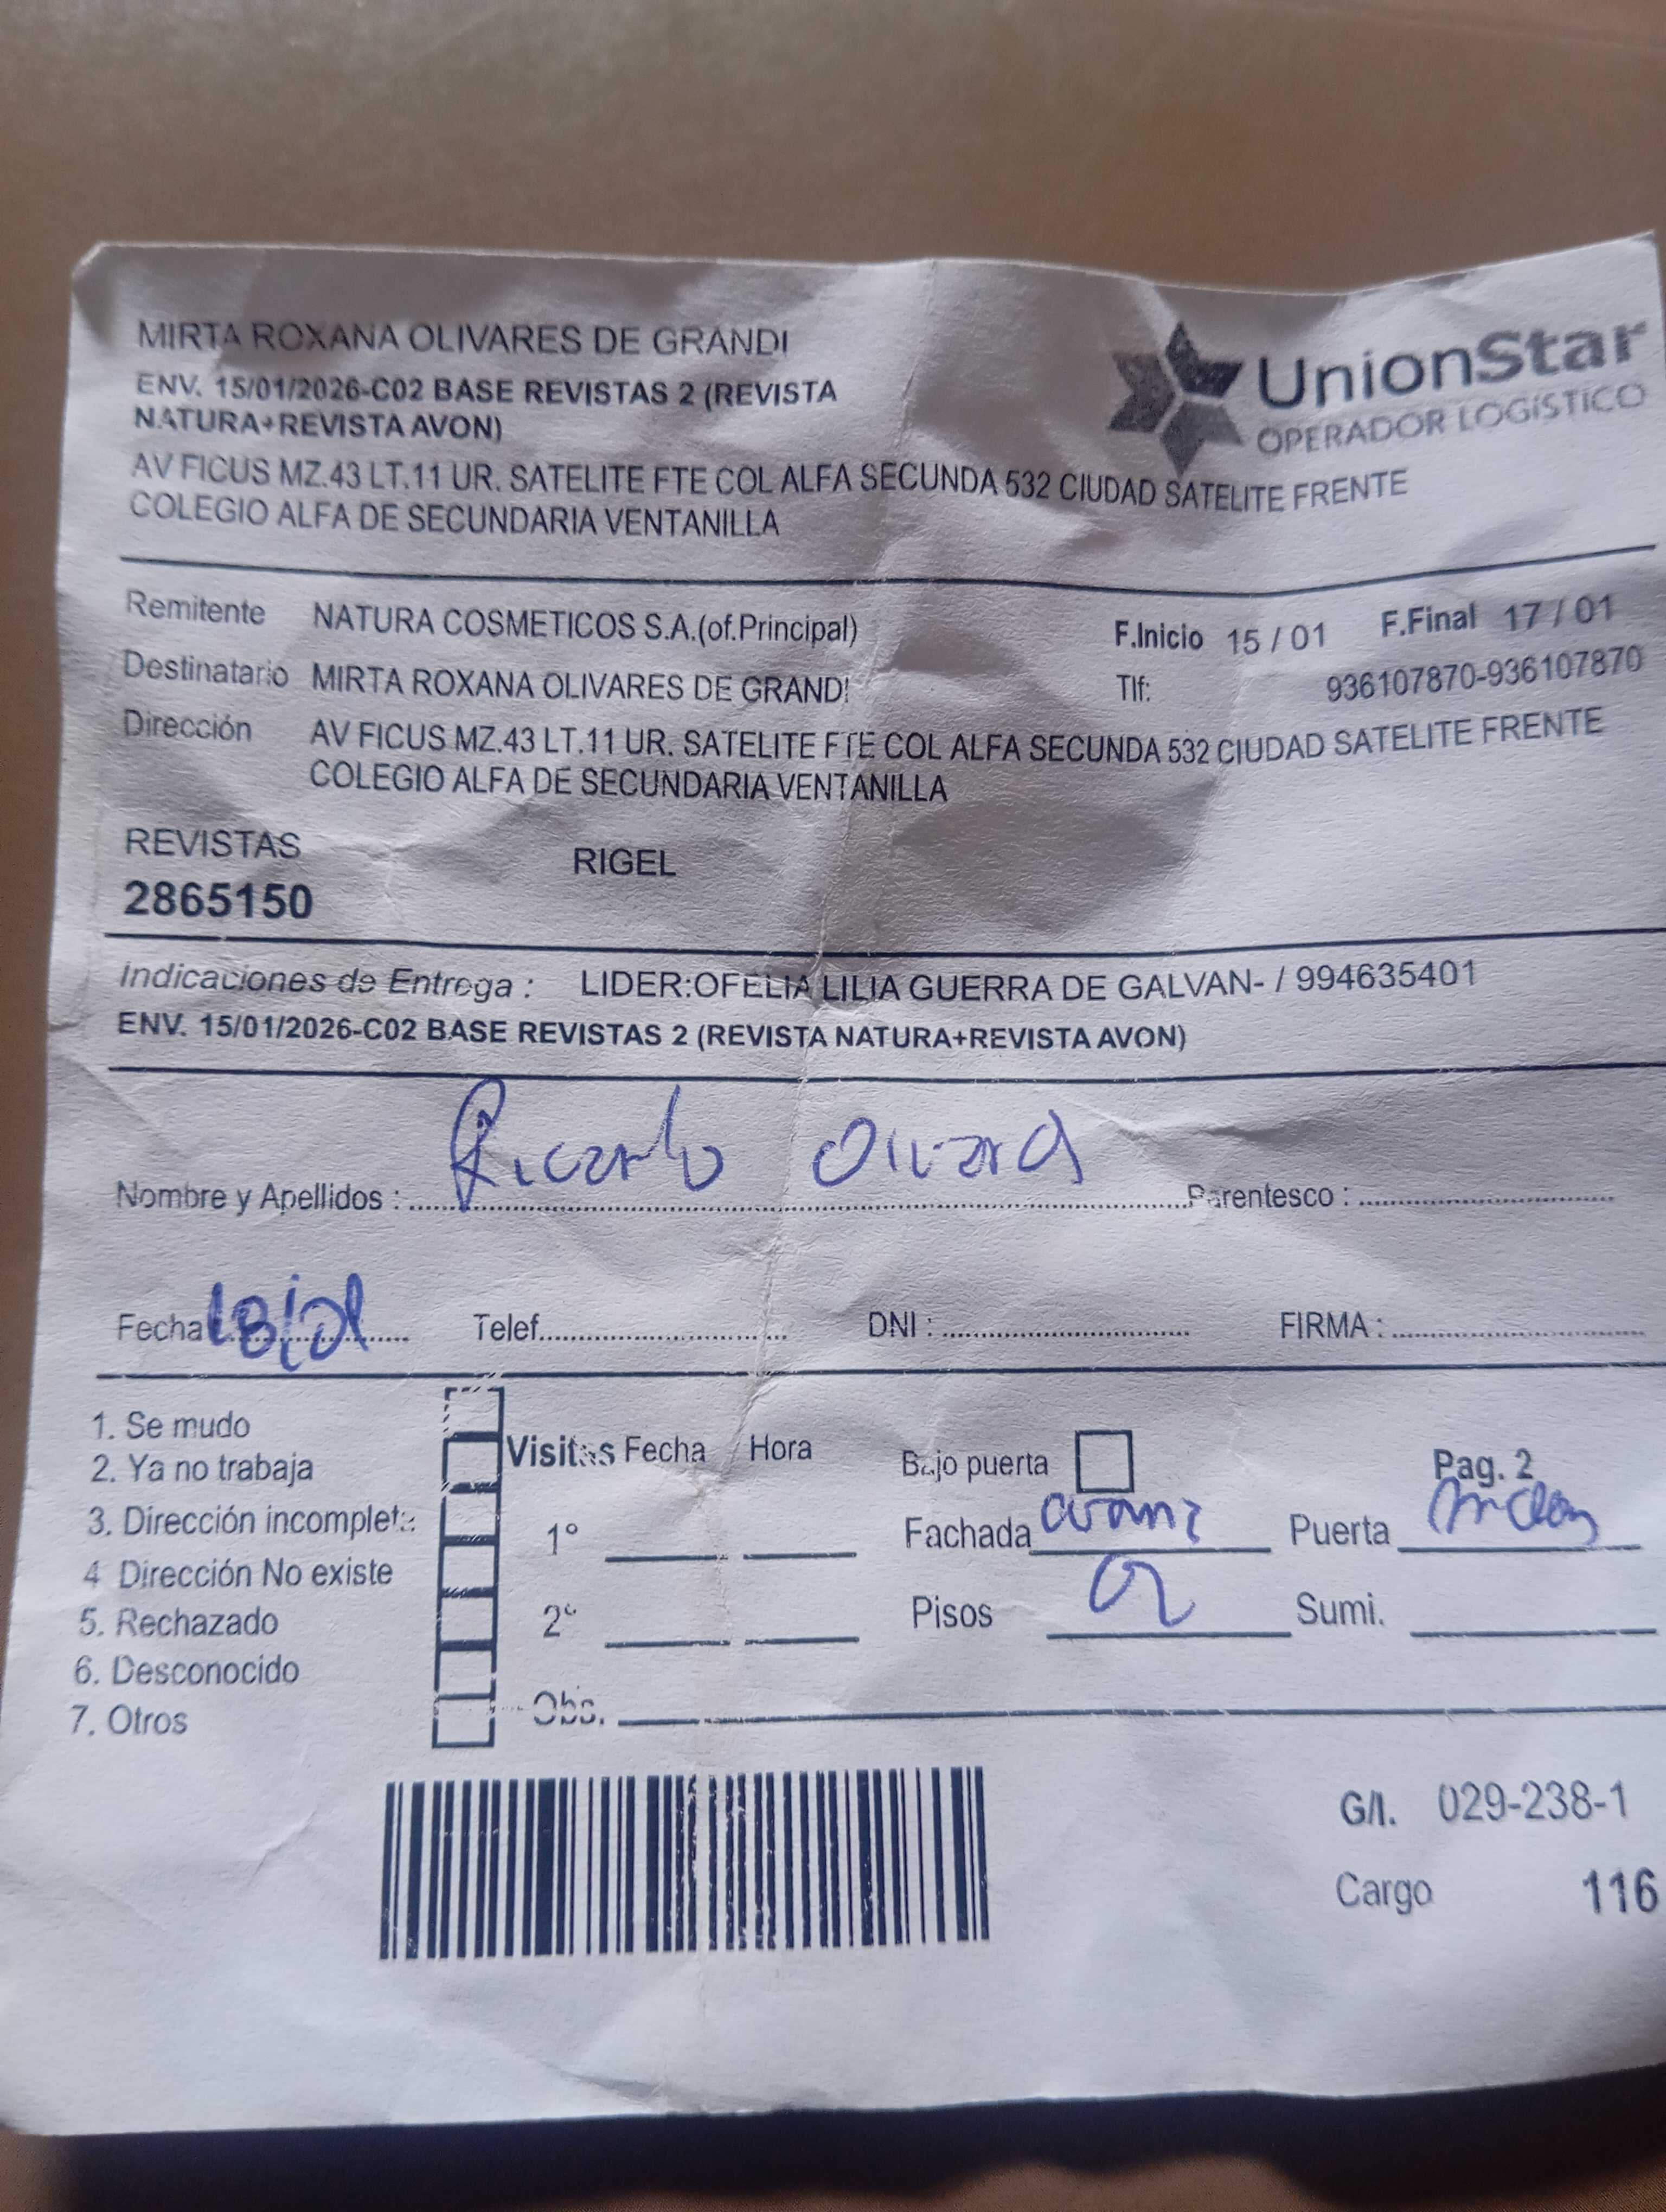 MIRTA ROXANA OLIVARES DE GRANDI
ENV. 15/01/2026-C02 BASE REVISTAS 2 (REVISTA
NATURA+REVISTA AVON)
UnionStar
OPERADOR LOGÍSTICO
AV FICUS MZ.43 LT.11 UR. SATELITE FTE COL ALFA SECUNDA 532 CIUDAD SATELITE FRENTE
COLEGIO ALFA DE SECUNDARIA VENTANILLA
Remitente NATURA COSMETICOS S.A.(of.Principal) F.Inicio 15 / 01 F.Final 17 / 01
Destinatario MIRTA ROXANA OLIVARES DE GRANDI Tlf: 936107870-936107870
Dirección AV FICUS MZ.43 LT.11 UR. SATELITE FTE COL ALFA SECUNDA 532 CIUDAD SATELITE FRENTE
COLEGIO ALFA DE SECUNDARIA VENTANILLA
REVISTAS RIGEL
2865150
Indicaciones de Entrega : LIDER:OFELIA LILIA GUERRA DE GALVAN- / 994635401
ENV. 15/01/2026-C02 BASE REVISTAS 2 (REVISTA NATURA+REVISTA AVON)
Nombre y Apellidos : Ricardo Parentesco :
Fecha Telef. DNI : FIRMA :
1. Se mudo
2. Ya no trabaja
3. Dirección incompleta
4 Dirección No existe
5. Rechazado
6. Desconocido
7. Otros
Visitas Fecha / Hora
1°
2°
Obs.
Bajo puerta Pag. 2
Fachada Puerta
Pisos 2 Sumi.
G/I. 029-238-1
Cargo 116